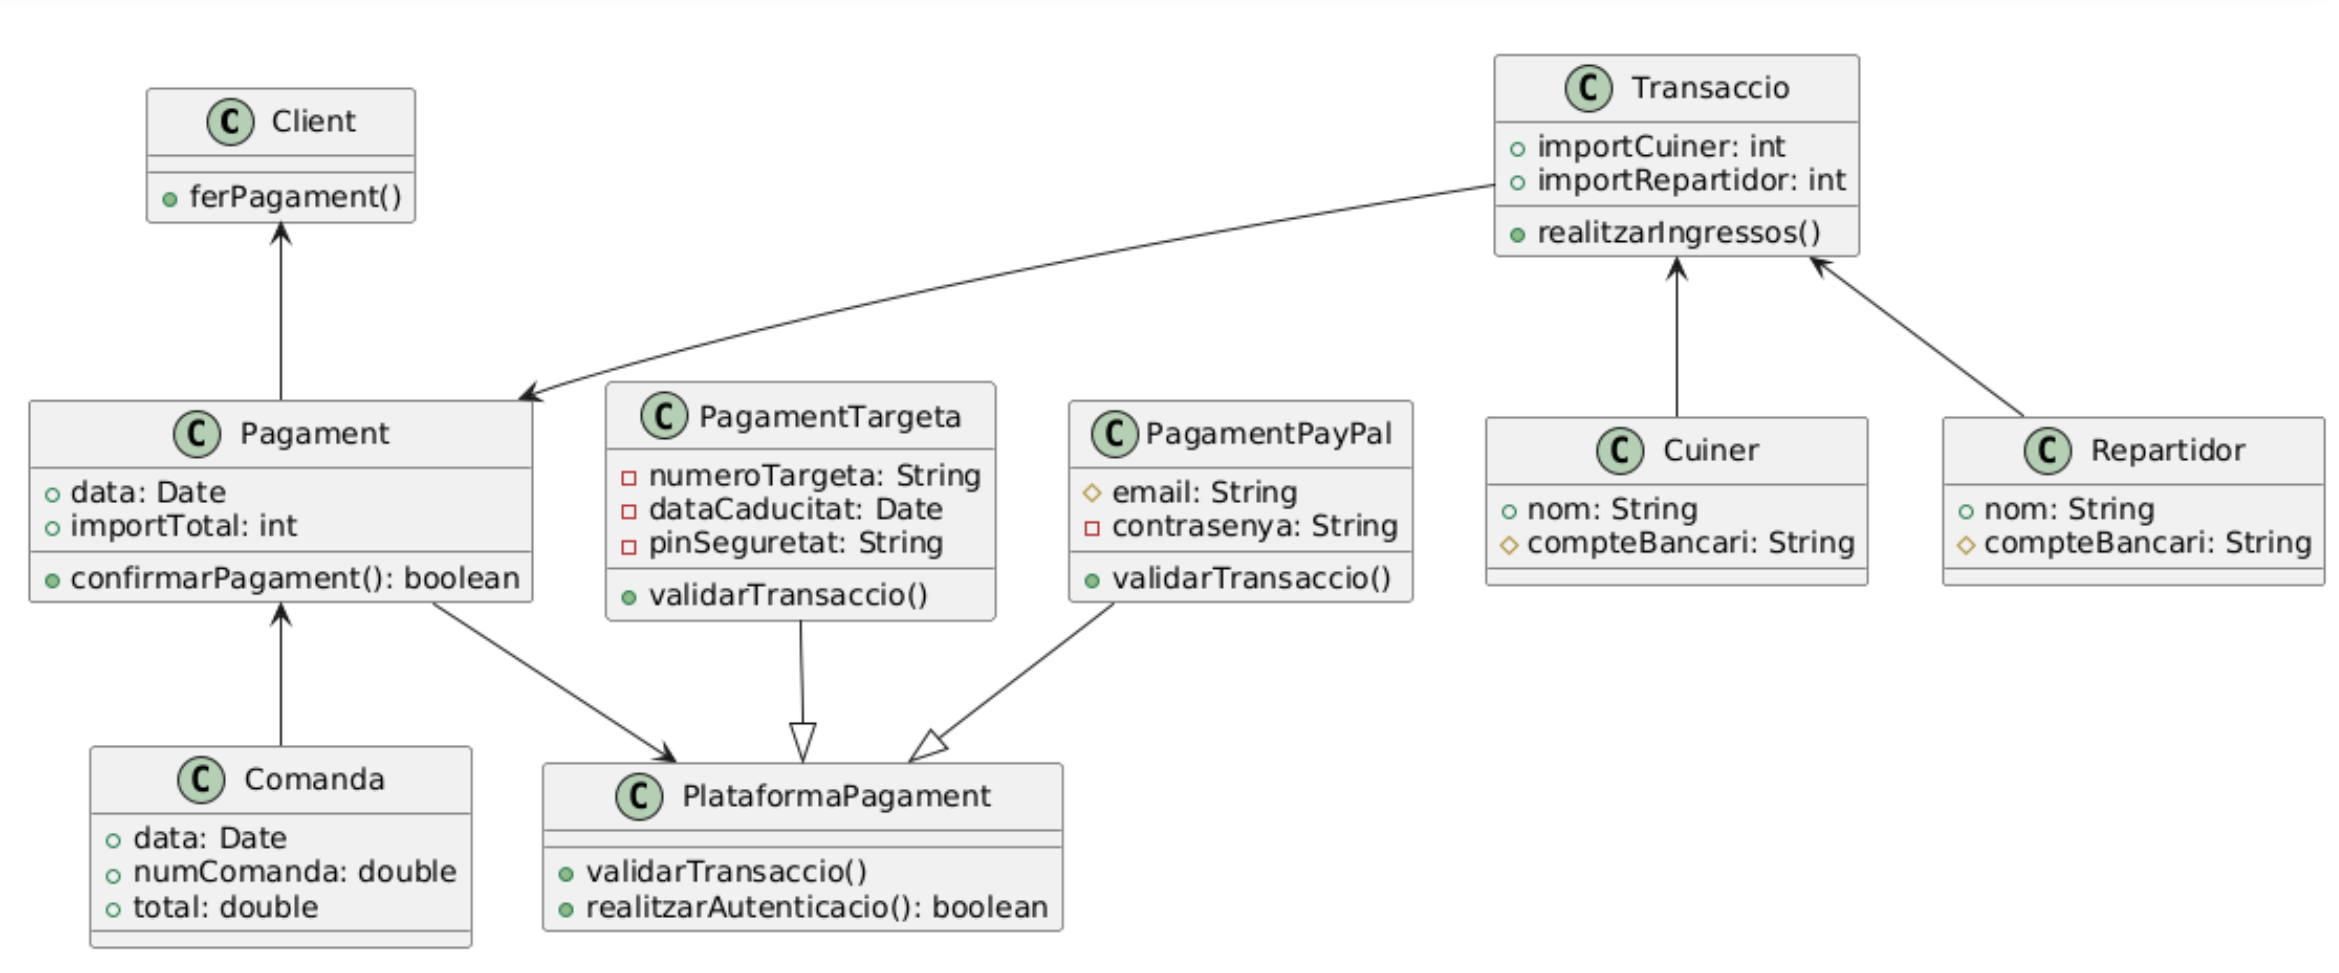 C Client
ferPagament()
C Transaccio
importCuiner: int
importRepartidor: int
realitzarIngressos()
C Pagament
data: Date
importTotal: int
confirmarPagament(): boolean
C PagamentTargeta
numeroTargeta: String
dataCaducitat: Date
pinSeguretat: String
validarTransaccio()
C PagamentPayPal
email: String
contrasenya: String
validarTransaccio()
C Cuiner
nom: String
compteBancari: String
C Repartidor
nom: String
compteBancari: String
C Comanda
data: Date
numComanda: double
total: double
C PlataformaPagament
validarTransaccio()
realitzarAutenticacio(): boolean